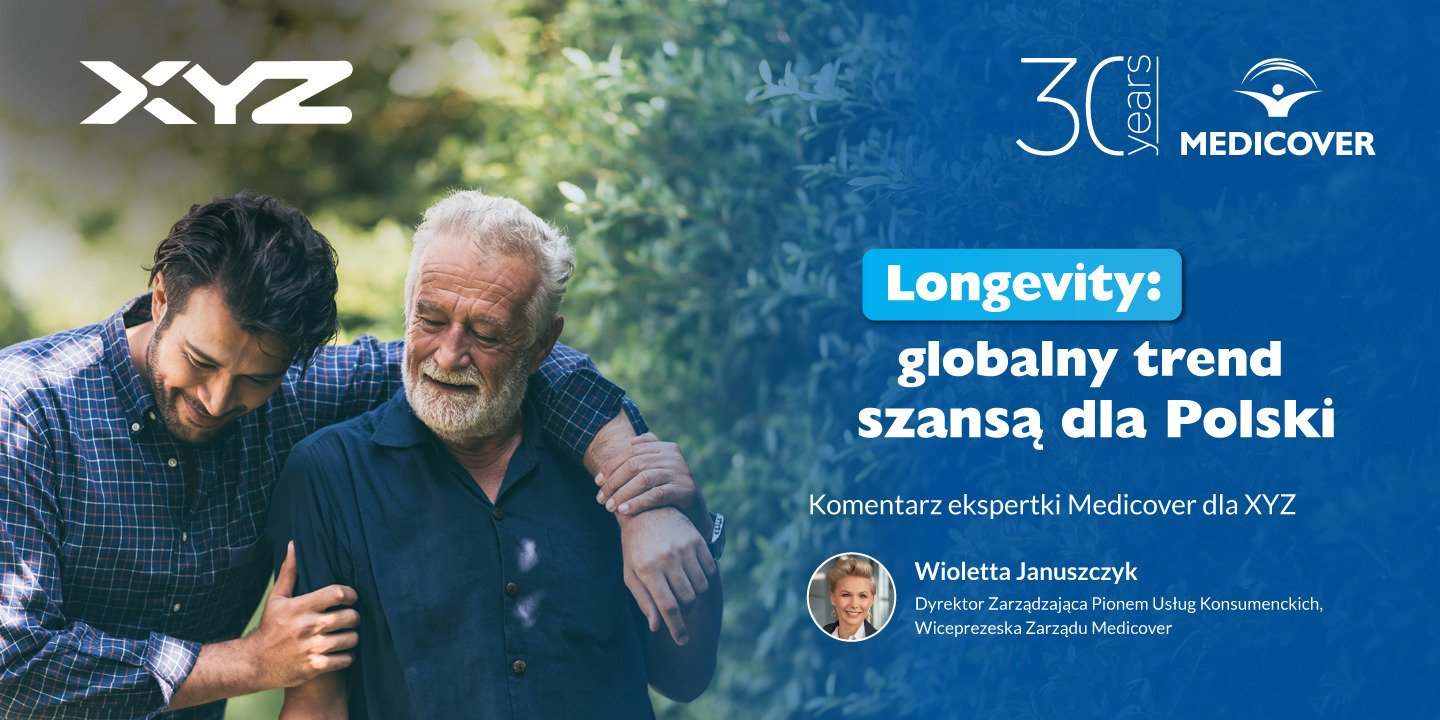 XYZ
30 years
MEDICOVER
Longevity:
globalny trend
szansą dla Polski
Komentarz ekspertki Medicover dla XYZ
Wioletta Januszczyk
Dyrektor Zarządzająca Pionem Usług Konsumenckich,
Wiceprezeska Zarządu Medicover